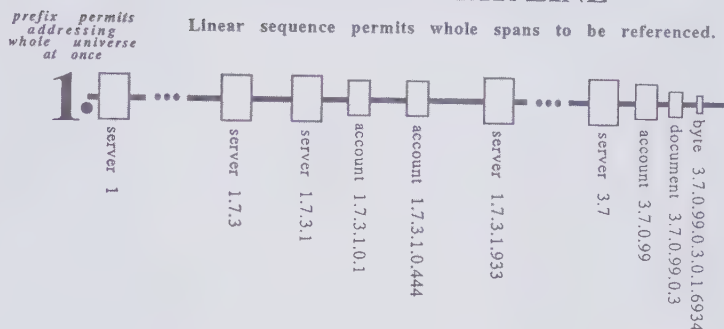 prefix permits
addressing
whole universe
at once
Linear sequence permits whole spans to be referenced.
1.
server 1
server 1.7.3
server 1.7.3.1
account 1.7.3.1.0.1
account 1.7.3.1.0.444
server 1.7.3.1.933
server 3.7
account 3.7.0.99
document 3.7.0.99.0.3
byte 3.7.0.99.0.3.0.1.6934